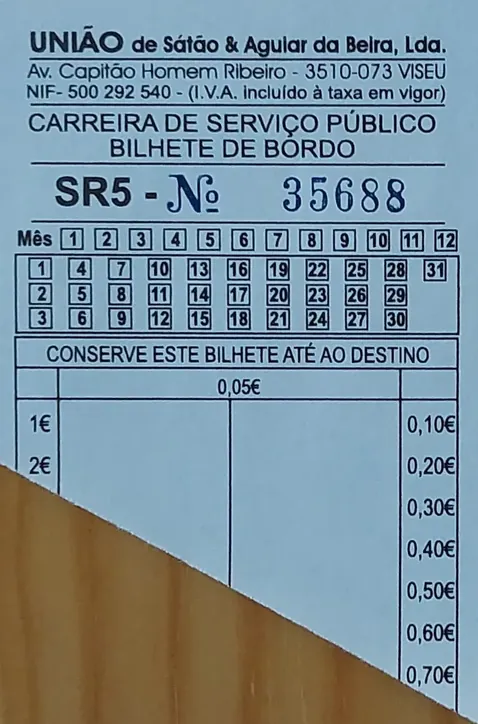 UNIÃO de Sátão & Aguiar da Beira, Lda.
Av. Capitão Homem Ribeiro - 3510-073 VISEU
NIF- 500 292 540 - (I.V.A. incluído à taxa em vigor)
CARREIRA DE SERVIÇO PÚBLICO
BILHETE DE BORDO
SR5 - Nº 35688
Mês 1 2 3 4 5 6 7 8 9 10 11 12
1 4 7 10 13 16 19 22 25 28 31
2 5 8 11 14 17 20 23 26 29
3 6 9 12 15 18 21 24 27 30
CONSERVE ESTE BILHETE ATÉ AO DESTINO
0,05€
1€ 0,10€
2€ 0,20€
0,30€
0,40€
0,50€
0,60€
0,70€